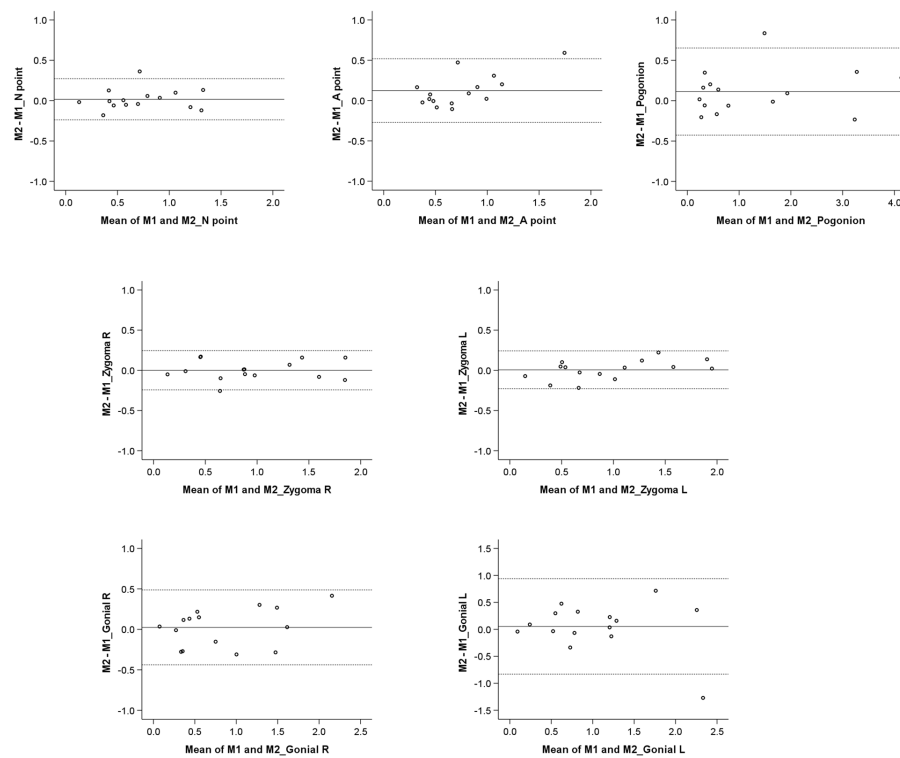 1.0
0.5
0.0
-0.5
-1.0
M2 - M1_N point
0.0 0.5 1.0 1.5 2.0
Mean of M1 and M2_N point
1.0
0.5
0.0
-0.5
-1.0
M2 - M1_A point
0.0 0.5 1.0 1.5 2.0
Mean of M1 and M2_A point
1.0
0.5
0.0
-0.5
-1.0
M2 - M1_Pogonion
0.0 1.0 2.0 3.0 4.0
Mean of M1 and M2_Pogonion
1.0
0.5
0.0
-0.5
-1.0
M2 - M1_Zygoma R
0.0 0.5 1.0 1.5 2.0
Mean of M1 and M2_Zygoma R
1.0
0.5
0.0
-0.5
-1.0
M2 - M1_Zygoma L
0.0 0.5 1.0 1.5 2.0
Mean of M1 and M2_Zygoma L
1.0
0.5
0.0
-0.5
-1.0
M2 - M1_Gonial R
0.0 0.5 1.0 1.5 2.0 2.5
Mean of M1 and M2_Gonial R
1.5
1.0
0.5
0.0
-0.5
-1.0
-1.5
M2 - M1_Gonial L
0.0 0.5 1.0 1.5 2.0 2.5
Mean of M1 and M2_Gonial L